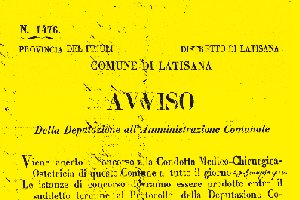 N. 1476.
PROVINCIA DEL FRIULI DISTRETTO DI LATISANA
COMUNE DI LATISANA
AVVISO
Della Deputazione all'Amministrazione Comunale
Viene aperto il concorso alla Condotta Medico-Chirurgica-
Ostetricia di questo Comune a tutto il giorno
Le istanze di concorso dovranno essere prodotte entro il
suddetto termine al Protocollo della Deputazione Co-